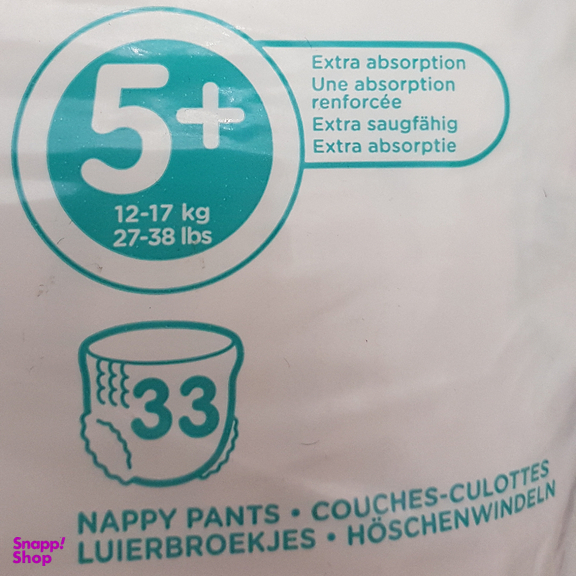 5+
12-17 kg
27-38 lbs
Extra absorption
Une absorption
renforcée
Extra saugfähig
Extra absorptie
33
NAPPY PANTS • COUCHES-CULOTTES
LUIERBROEKJES • HÖSCHENWINDELN
Snapp!
Shop